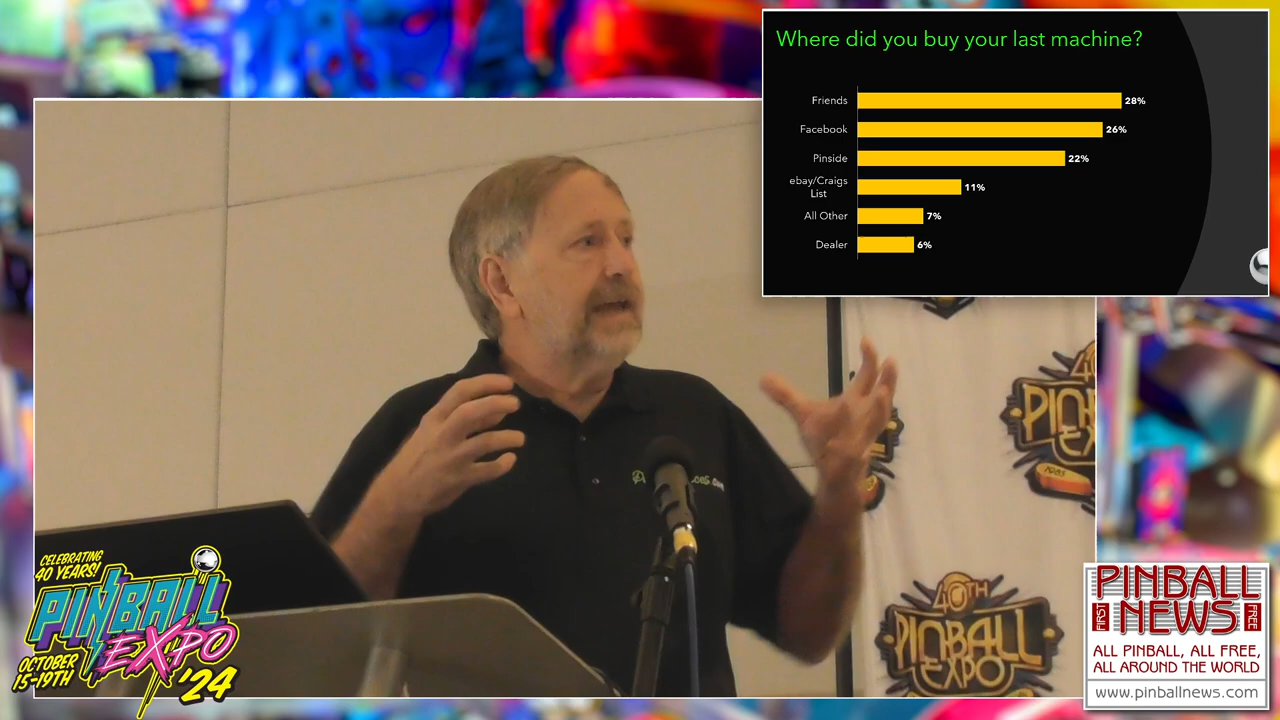 Where did you buy your last machine?
Friends
28%
Facebook
26%
Pinside
22%
ebay/Craigs
List
11%
All Other
7%
Dealer
6%
CELEBRATING
40 YEARS!
PINBALL
EXPO
OCTOBER
15-19TH
'24
40TH
PINBALL
EXPO
1985
PINBALL
NEWS
FIRST
FREE
ALL PINBALL, ALL FREE,
ALL AROUND THE WORLD
www.pinballnews.com